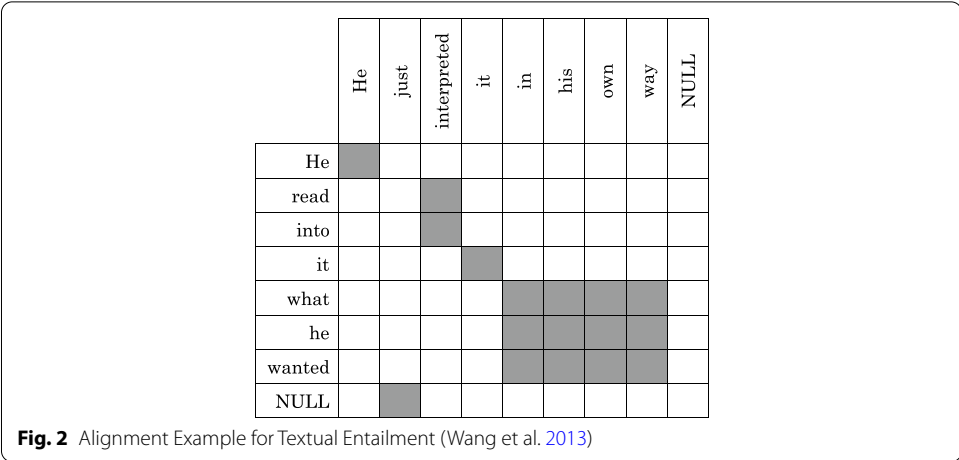 He just interpreted it in his own way NULL
He
read
into
it
what
he
wanted
NULL
Fig. 2 Alignment Example for Textual Entailment (Wang et al. 2013)